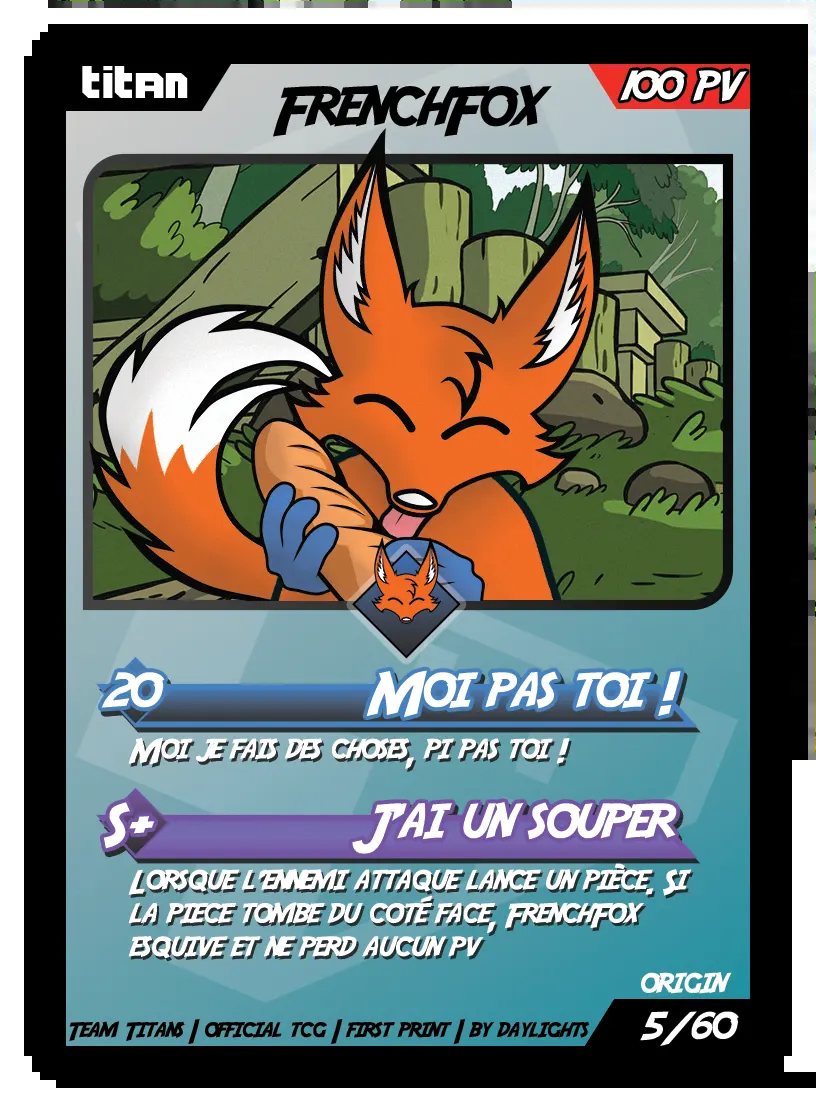 titan
FRENCHFOX
100 PV
20
MOI PAS TOI !
MOI JE FAIS DES CHOSES, PI PAS TOI !
S+
J'AI UN SOUPER
LORSQUE L'ENNEMI ATTAQUE LANCE UN PIÈCE. SI
LA PIECE TOMBE DU COTÉ FACE, FRENCHFOX
ESQUIVE ET NE PERD AUCUN PV
ORIGIN
TEAM TITANS | OFFICIAL TCG | FIRST PRINT | BY DAYLIGHTS
5/60